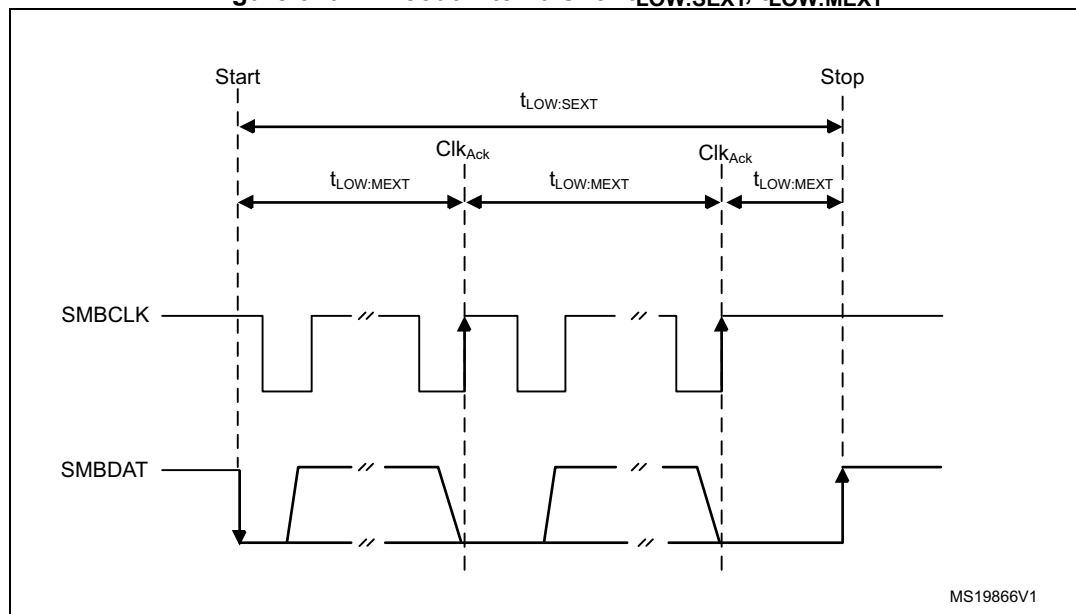 Start
Stop
tLOW:SEXT
ClkAck
ClkAck
tLOW:MEXT
tLOW:MEXT
tLOW:MEXT
SMBCLK
SMBDAT
MS19866V1